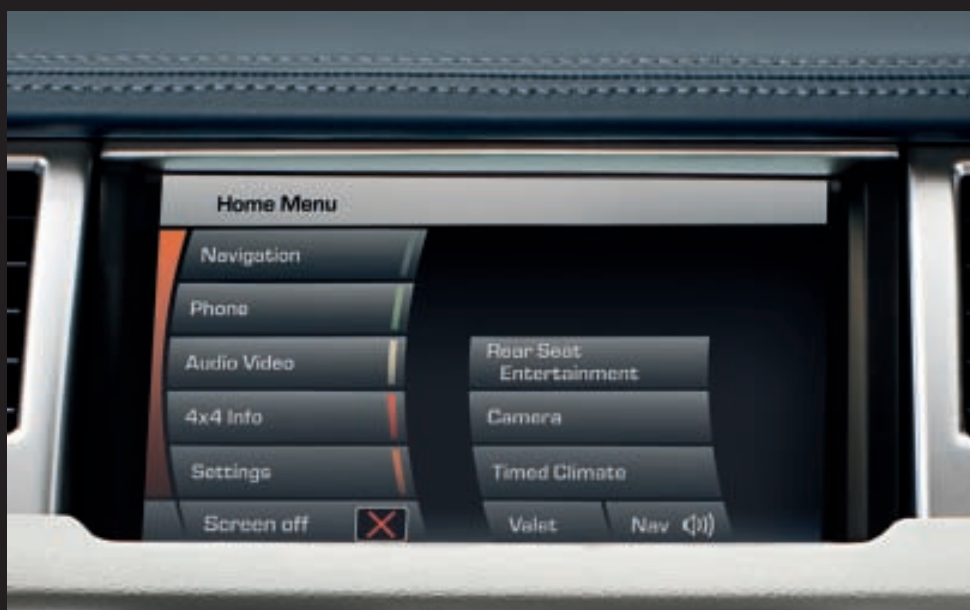 Home Menu
Navigation
Phone
Audio Video
4x4 Info
Settings
Screen off
Rear Seat
Entertainment
Camera
Timed Climate
Valet
Nav